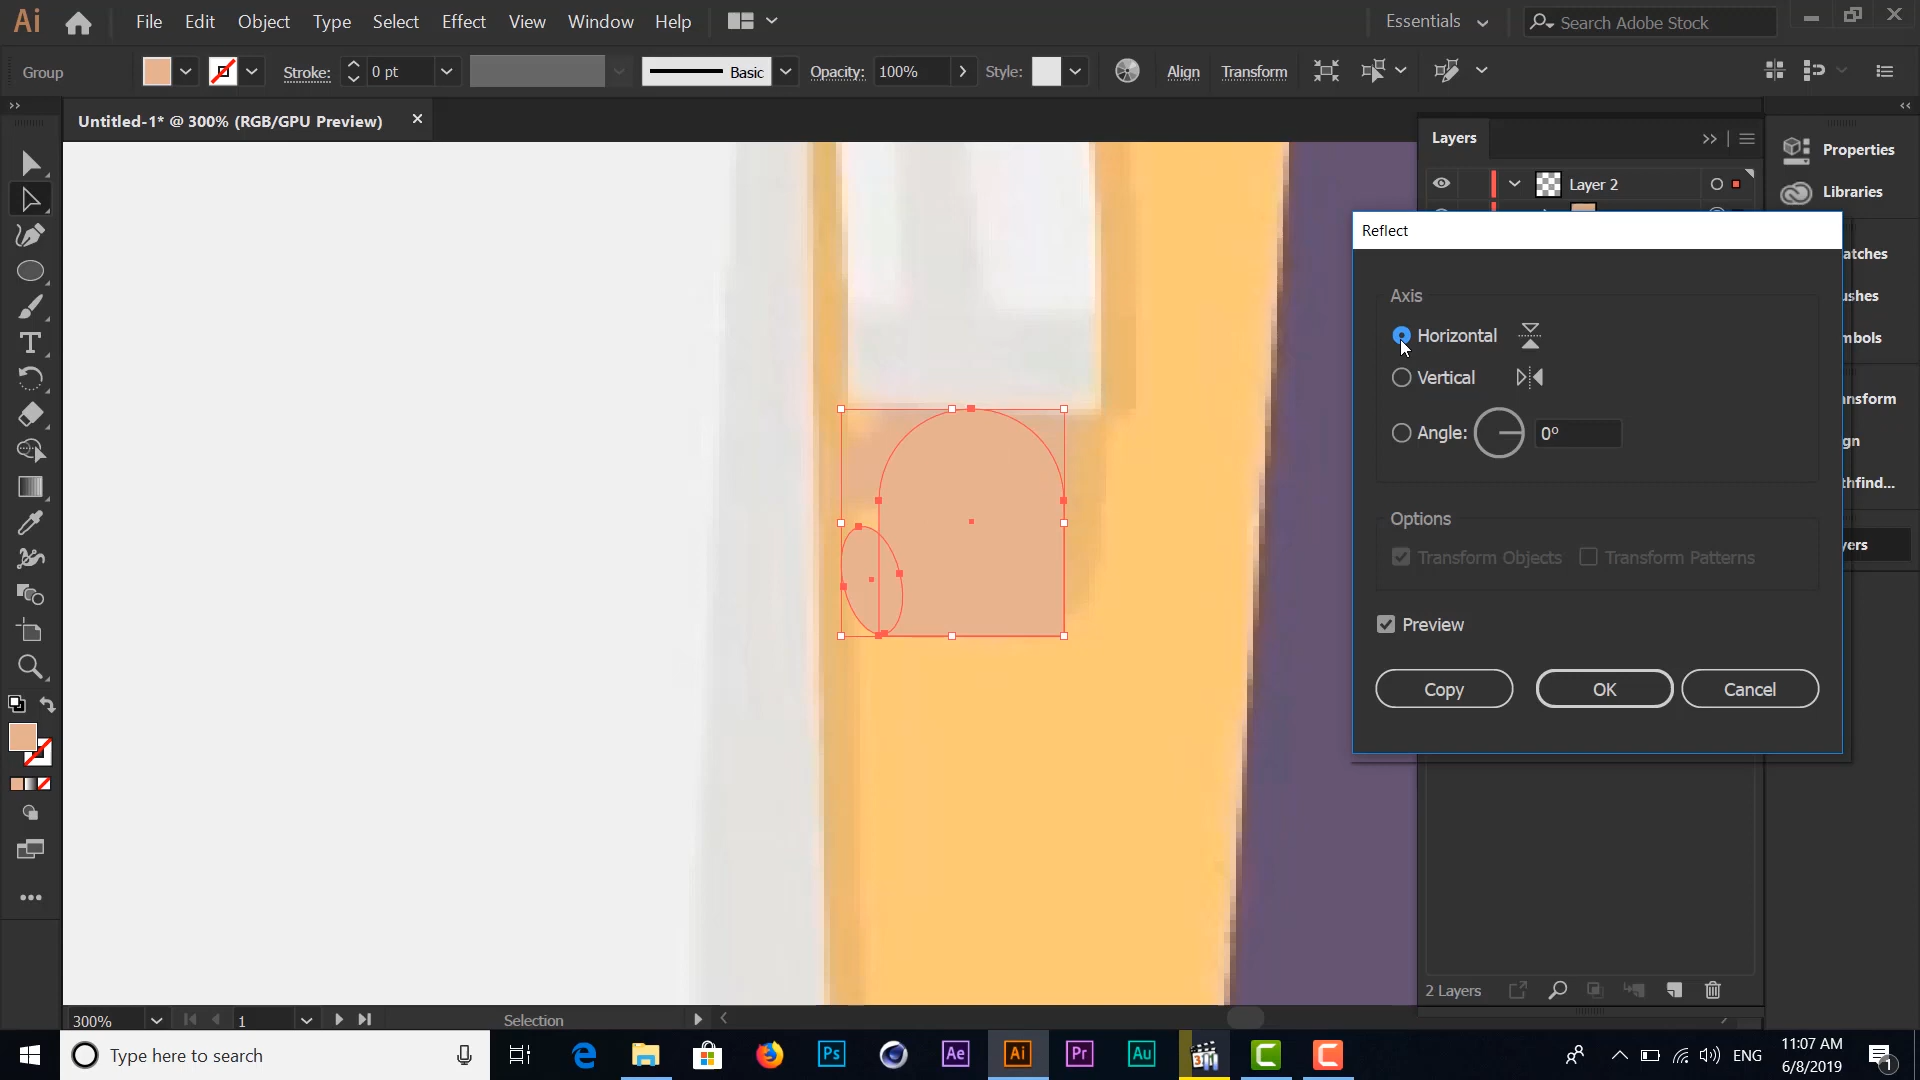 Ai File Edit Object Type Select Effect View Window Help Essentials Search Adobe Stock
Group Stroke: 0 pt Basic Opacity: 100% Style: Align Transform
Untitled-1* @ 300% (RGB/GPU Preview)
Layers
Properties
Layer 2
Libraries
Reflect
atches
Axis
ushes
Horizontal
mbols
Vertical
ansform
Angle: 0°
gn
thfind...
Options
Transform Objects Transform Patterns
yers
Preview
Copy OK Cancel
2 Layers
300% 1 Selection
Type here to search
Ps Ae Ai Pr Au
ENG
11:07 AM
6/8/2019
1